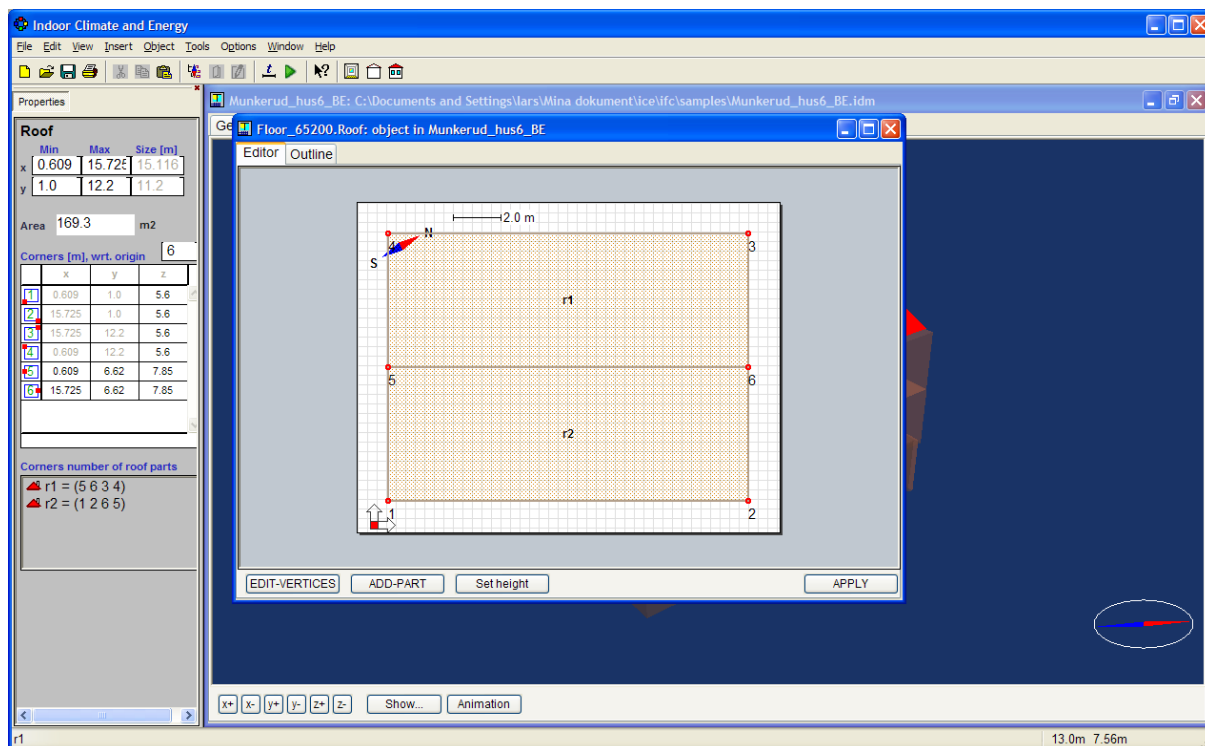 Indoor Climate and Energy
File Edit View Insert Object Tools Options Window Help
Properties
Roof
Min Max Size [m]
x 0.609 15.725 15.116
y 1.0 12.2 11.2
Area 169.3 m2
Corners [m], wrt. origin 6
x y z
1 0.609 1.0 5.6
2 15.725 1.0 5.6
3 15.725 12.2 5.6
4 0.609 12.2 5.6
5 0.609 6.62 7.85
6 15.725 6.62 7.85
Corners number of roof parts
r1 = (5 6 3 4)
r2 = (1 2 6 5)
Munkerud_hus6_BE: C:\Documents and Settings\lars\Mina dokument\ice\ifc\samples\Munkerud_hus6_BE.idm
Ge
Floor_65200.Roof: object in Munkerud_hus6_BE
Editor Outline
2.0 m
N
4 3
S
r1
5 6
r2
1 2
EDIT-VERTICES ADD-PART Set height APPLY
x+ x- y+ y- z+ z- Show... Animation
r1 13.0m 7.56m